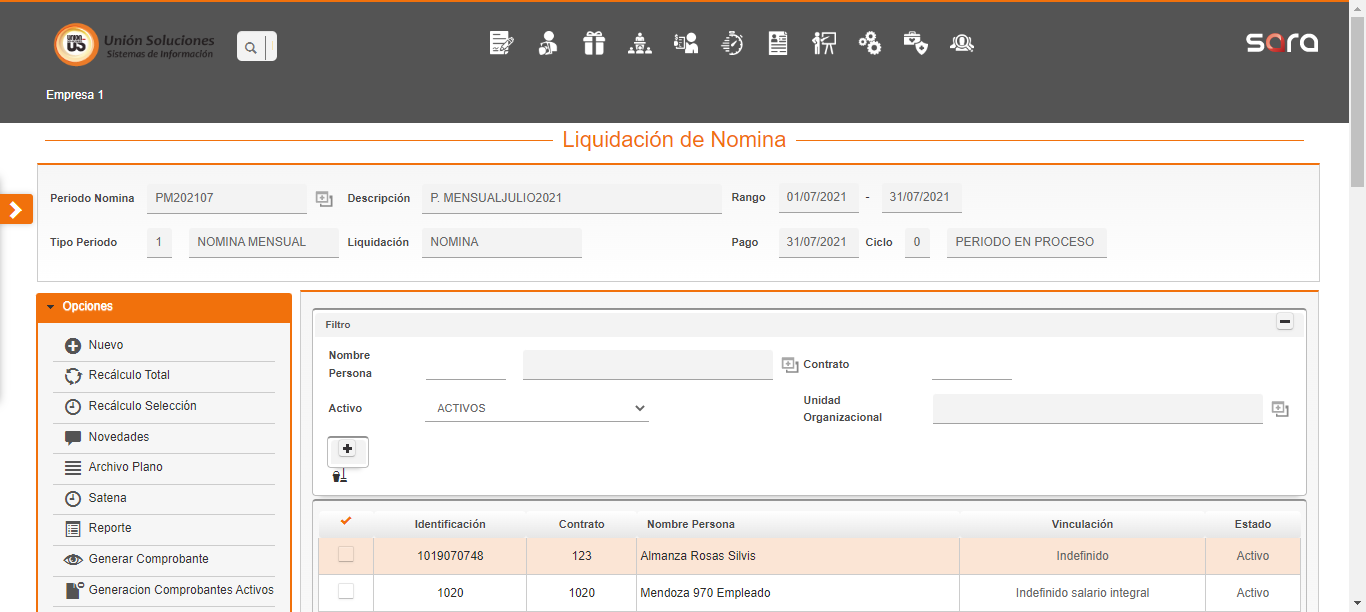 UNION
US
Unión Soluciones
Sistemas de Información
sara
Empresa 1
Liquidación de Nomina
Periodo Nomina PM202107 Descripción P. MENSUALJULIO2021 Rango 01/07/2021 - 31/07/2021
Tipo Periodo 1 NOMINA MENSUAL Liquidación NOMINA Pago 31/07/2021 Ciclo 0 PERIODO EN PROCESO
Opciones
Nuevo
Recálculo Total
Recálculo Selección
Novedades
Archivo Plano
Satena
Reporte
Generar Comprobante
Generacion Comprobantes Activos
Filtro
Nombre
Persona
Contrato
Activo ACTIVOS
Unidad
Organizacional
Identificación Contrato Nombre Persona Vinculación Estado
1019070748 123 Almanza Rosas Silvis Indefinido Activo
1020 1020 Mendoza 970 Empleado Indefinido salario integral Activo